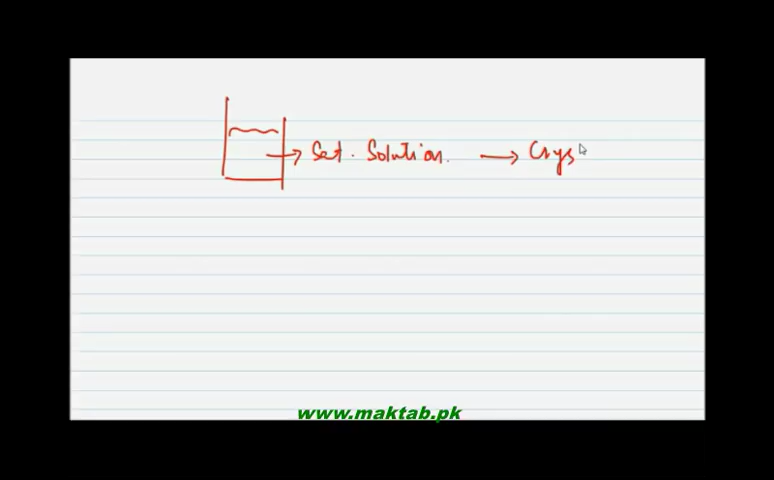 → Sat. Solution. → Crys
www.maktab.pk